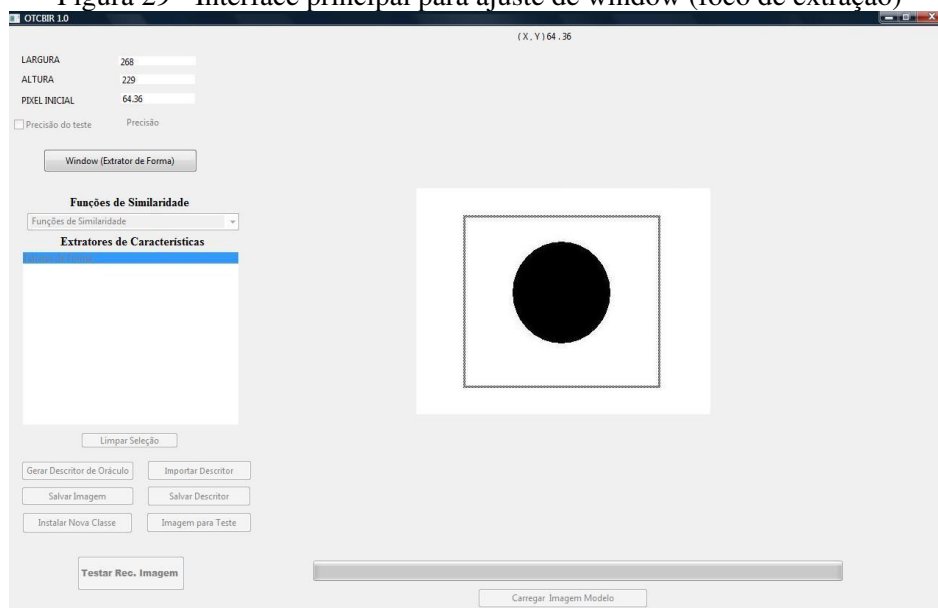 Figura 29 - Interface principal para ajuste de window (foco de extração)
OTCBIR 1.0
(X,Y)64.36
LARGURA 268
ALTURA 229
PIXEL INICIAL 64.36
Precisão do teste Precisão
Window (Extrator de Forma)
Funções de Similaridade
Funções de Similaridade
Extratores de Características
Limpar Seleção
Gerar Descritor de Oráculo Importar Descritor
Salvar Imagem Salvar Descritor
Instalar Nova Classe Imagem para Teste
Testar Rec. Imagem
Carregar Imagem Modelo